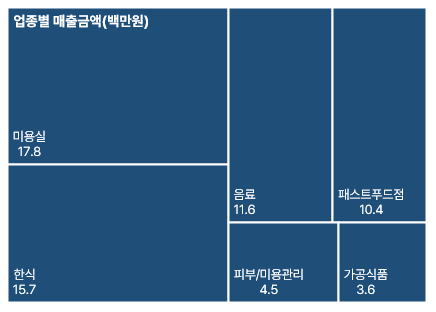 업종별 매출금액(백만원)
미용실
17.8
한식
15.7
음료
11.6
패스트푸드점
10.4
피부/미용관리
4.5
가공식품
3.6